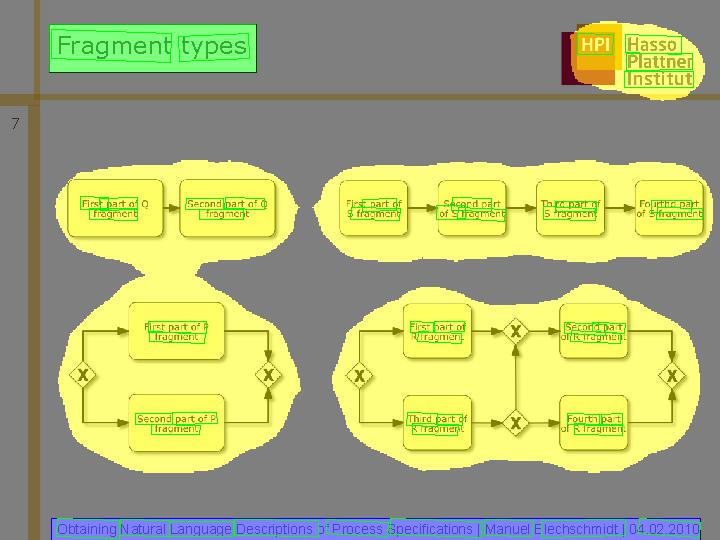 Fragment types
HPI Hasso
Plattner
Institut
7
First part of Q
fragment
Second part of Q
fragment
First part of
S fragment
Second part
of S fragment
Third part of
S fragment
Fourthd part
of S fragment
First part of P
fragment
Second part of P
fragment
First part of
R fragment
Second part
of R fragment
Third part of
R fragment
Fourth part
of R fragment
X
X
X
X
X
X
Obtaining Natural Language Descriptions of Process Specifications | Manuel Blechschmidt | 04.02.2010